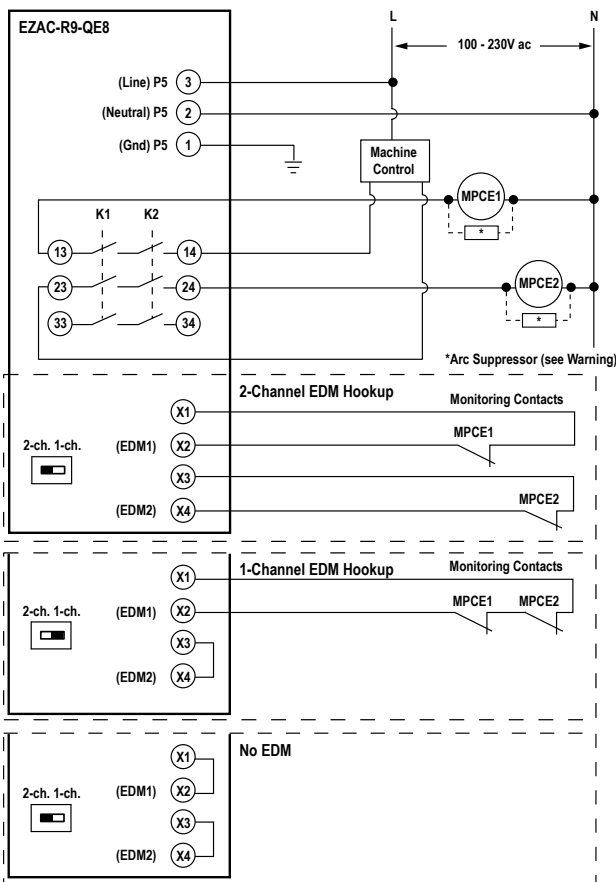 L
N
EZAC-R9-QE8
100 - 230V ac
(Line) P5 3
(Neutral) P5 2
(Gnd) P5 1
Machine
Control
MPCE1
*
K1 K2
13 14
23 24
MPCE2
*
33 34
*Arc Suppressor (see Warning)
2-Channel EDM Hookup
Monitoring Contacts
X1
MPCE1
2-ch. 1-ch.
(EDM1) X2
X3
MPCE2
(EDM2) X4
1-Channel EDM Hookup
Monitoring Contacts
X1
2-ch. 1-ch.
(EDM1) X2
MPCE1 MPCE2
X3
(EDM2) X4
No EDM
X1
2-ch. 1-ch.
(EDM1) X2
X3
(EDM2) X4